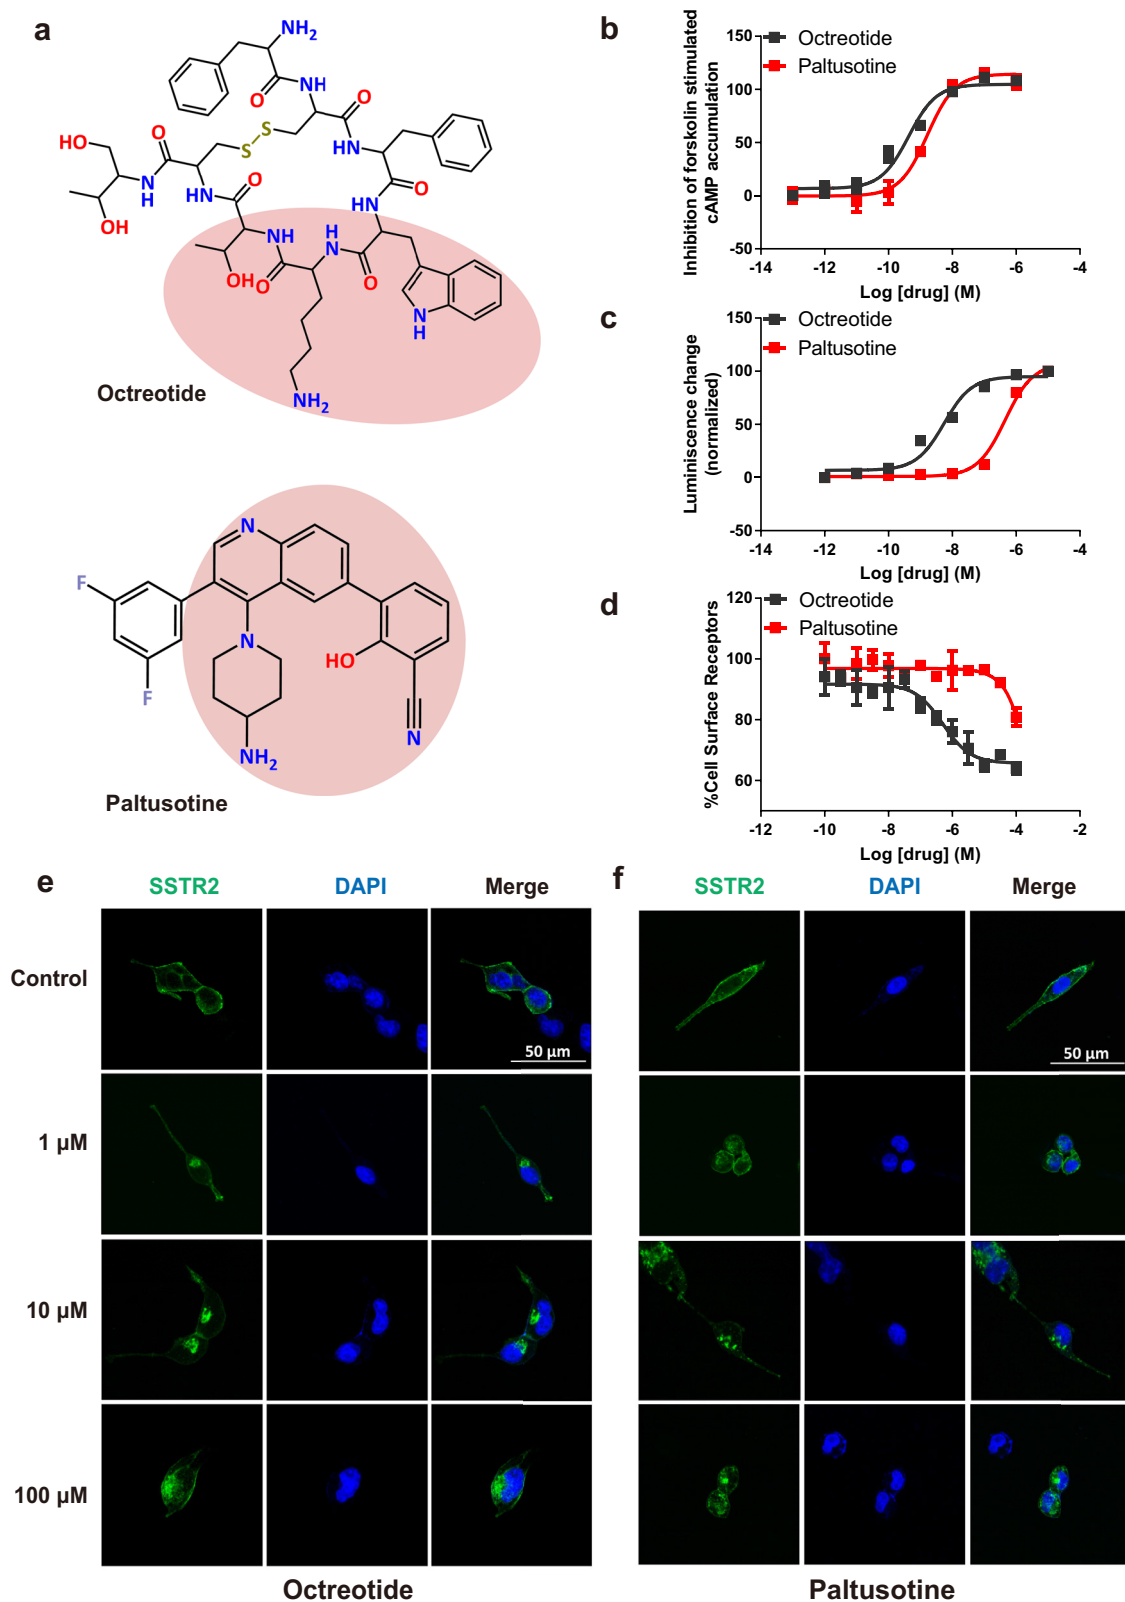 a
NH2
O
NH
O
S
S
HO
O
HN
O
N
H
NH
O
OH
HN
NH
H
N
OH
O
O
NH
NH2
Octreotide
N
F
N
HO
F
NH2
N
Paltusotine
b
Octreotide
Paltusotine
Inhibition of forskolin stimulated
cAMP accumulation
150
100
50
0
-50
-14
-12
-10
-8
-6
-4
Log [drug] (M)
c
Octreotide
Paltusotine
Luminiscence change
(normalized)
150
100
50
0
-50
-14
-12
-10
-8
-6
-4
Log [drug] (M)
d
Octreotide
Paltusotine
%Cell Surface Receptors
120
100
80
60
-12
-10
-8
-6
-4
-2
Log [drug] (M)
e
SSTR2
DAPI
Merge
Control
50 µm
1 µM
10 µM
100 µM
Octreotide
f
SSTR2
DAPI
Merge
50 µm
Paltusotine